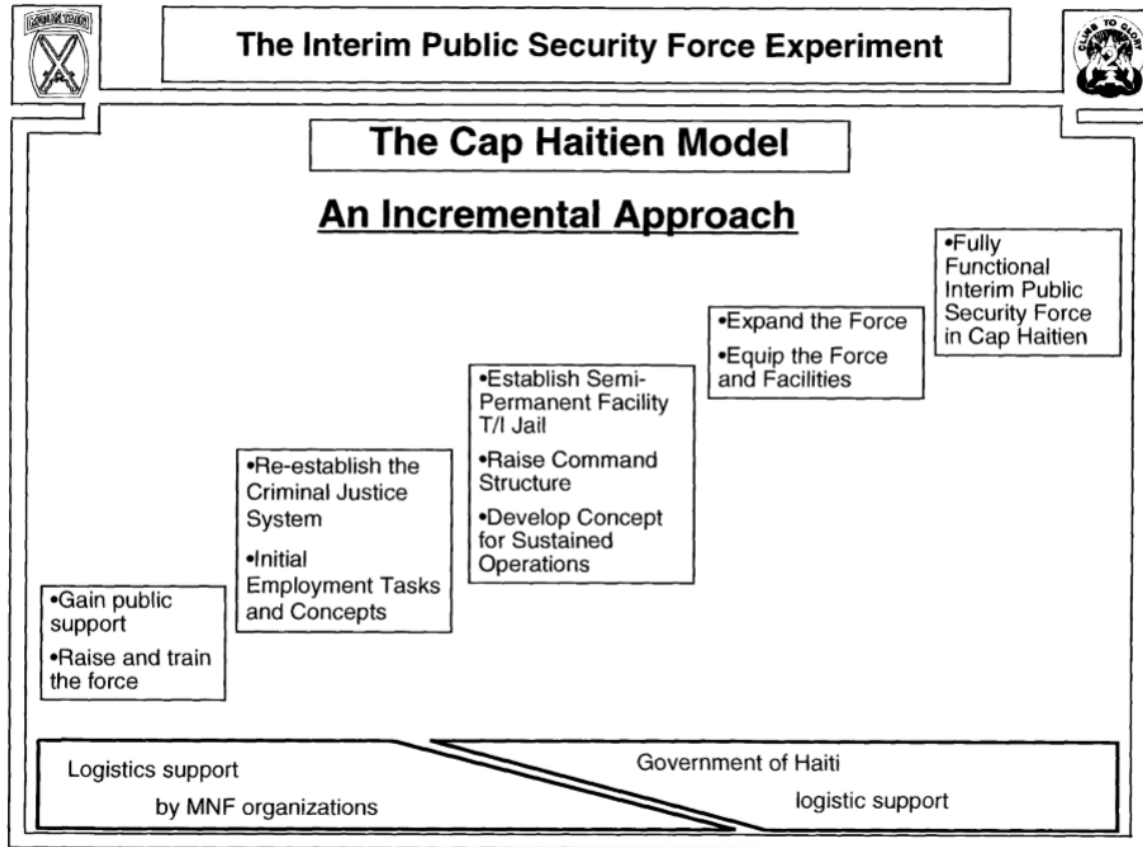 MOUNTAIN
The Interim Public Security Force Experiment
CLIMB TO GLORY
2
The Cap Haitien Model
An Incremental Approach
•Gain public
support
•Raise and train
the force
•Re-establish the
Criminal Justice
System
•Initial
Employment Tasks
and Concepts
•Establish Semi-
Permanent Facility
T/I Jail
•Raise Command
Structure
•Develop Concept
for Sustained
Operations
•Expand the Force
•Equip the Force
and Facilities
•Fully
Functional
Interim Public
Security Force
in Cap Haitien
Logistics support
by MNF organizations
Government of Haiti
logistic support